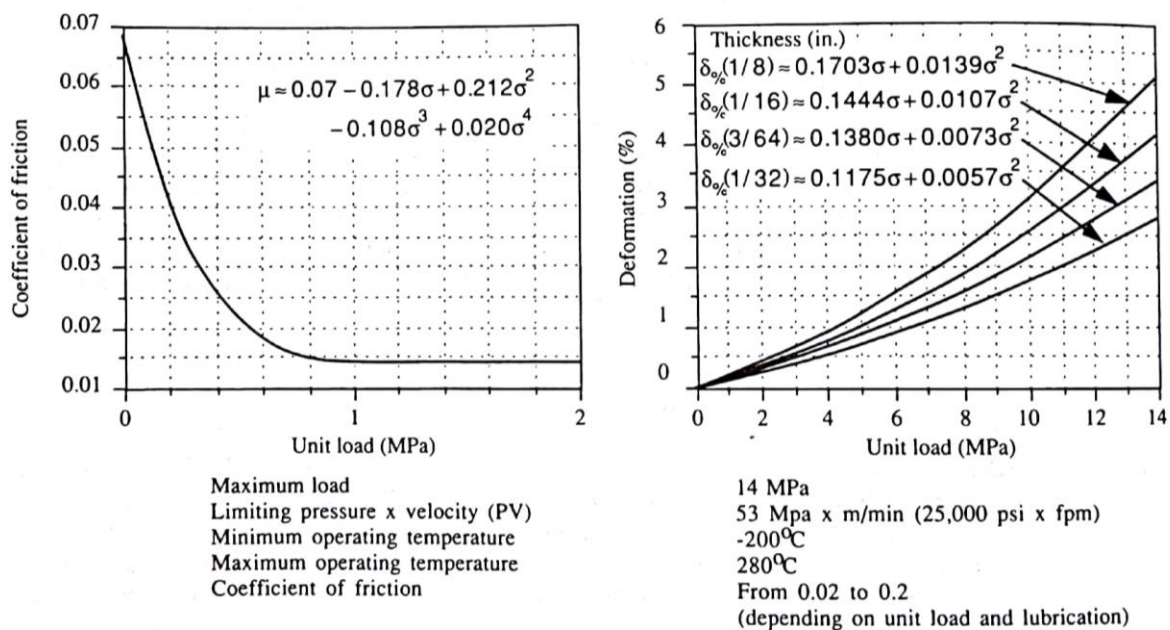 0.07
0.06
0.05
0.04
0.03
0.02
0.01
Coefficient of friction
μ ≈ 0.07 − 0.178σ + 0.212σ²
− 0.108σ³ + 0.020σ⁴
0
1
2
Unit load (MPa)
6
5
4
3
2
1
0
Deformation (%)
Thickness (in.)
δ%(1/8) ≈ 0.1703σ + 0.0139σ²
δ%(1/16) ≈ 0.1444σ + 0.0107σ²
δ%(3/64) ≈ 0.1380σ + 0.0073σ²
δ%(1/32) ≈ 0.1175σ + 0.0057σ²
0 2 4 6 8 10 12 14
Unit load (MPa)
Maximum load 14 MPa
Limiting pressure x velocity (PV) 53 Mpa x m/min (25,000 psi x fpm)
Minimum operating temperature -200⁰C
Maximum operating temperature 280⁰C
Coefficient of friction From 0.02 to 0.2
(depending on unit load and lubrication)